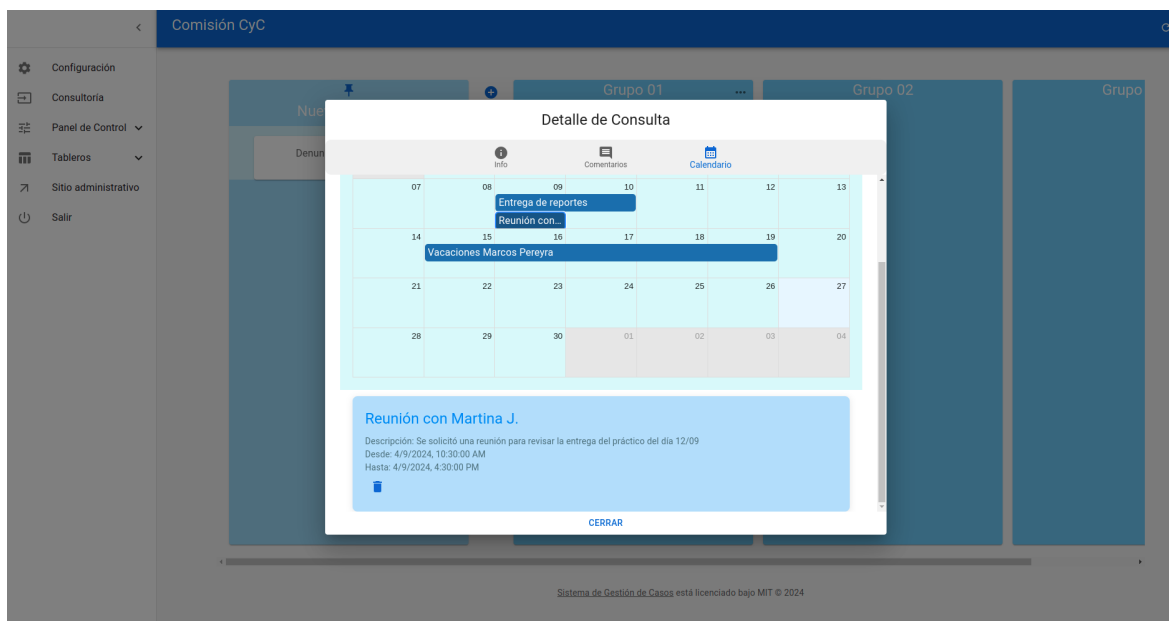 Comisión CyC
Configuración
Consultoría
Panel de Control
Tableros
Sitio administrativo
Salir
Grupo 01
Grupo 02
Grupo
Detalle de Consulta
Info
Comentarios
Calendario
07 08 09 10 11 12 13
Entrega de reportes
Reunión con...
14 15 16 17 18 19 20
Vacaciones Marcos Pereyra
21 22 23 24 25 26 27
28 29 30 01 02 03 04
Reunión con Martina J.
Descripción: Se solicitó una reunión para revisar la entrega del práctico del día 12/09
Desde: 4/9/2024, 10:30:00 AM
Hasta: 4/9/2024, 4:30:00 PM
CERRAR
Sistema de Gestión de Casos está licenciado bajo MIT © 2024